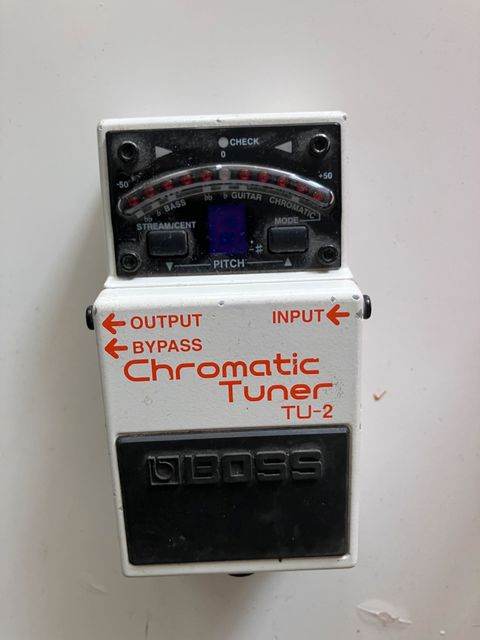 CHECK
0
-50 +50
♭♭ ♭ BASS ♭♭ ♭ GUITAR CHROMATIC
STREAM/CENT MODE
♯
PITCH
OUTPUT INPUT
BYPASS
Chromatic
Tuner
TU-2
BOSS